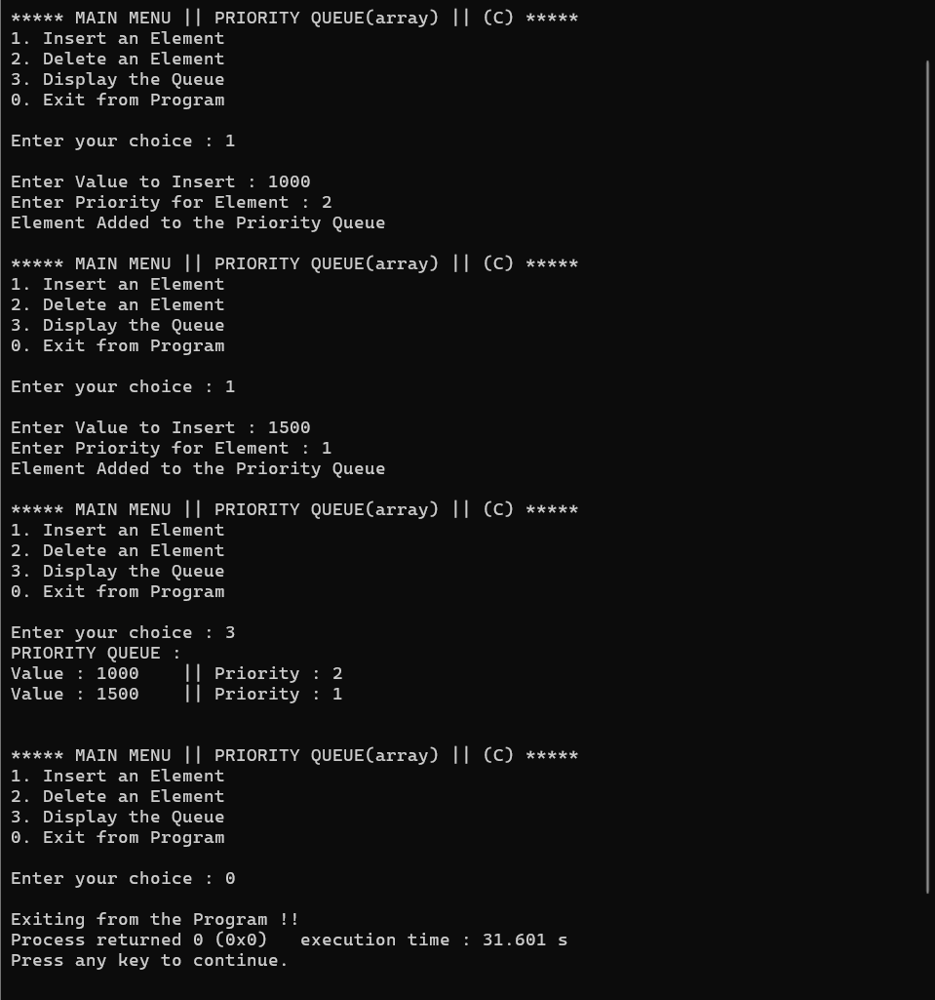 ***** MAIN MENU || PRIORITY QUEUE(array) || (C) *****
1. Insert an Element
2. Delete an Element
3. Display the Queue
0. Exit from Program
Enter your choice : 1
Enter Value to Insert : 1000
Enter Priority for Element : 2
Element Added to the Priority Queue
***** MAIN MENU || PRIORITY QUEUE(array) || (C) *****
1. Insert an Element
2. Delete an Element
3. Display the Queue
0. Exit from Program
Enter your choice : 1
Enter Value to Insert : 1500
Enter Priority for Element : 1
Element Added to the Priority Queue
***** MAIN MENU || PRIORITY QUEUE(array) || (C) *****
1. Insert an Element
2. Delete an Element
3. Display the Queue
0. Exit from Program
Enter your choice : 3
PRIORITY QUEUE :
Value : 1000    || Priority : 2
Value : 1500    || Priority : 1
***** MAIN MENU || PRIORITY QUEUE(array) || (C) *****
1. Insert an Element
2. Delete an Element
3. Display the Queue
0. Exit from Program
Enter your choice : 0
Exiting from the Program !!
Process returned 0 (0x0)   execution time : 31.601 s
Press any key to continue.